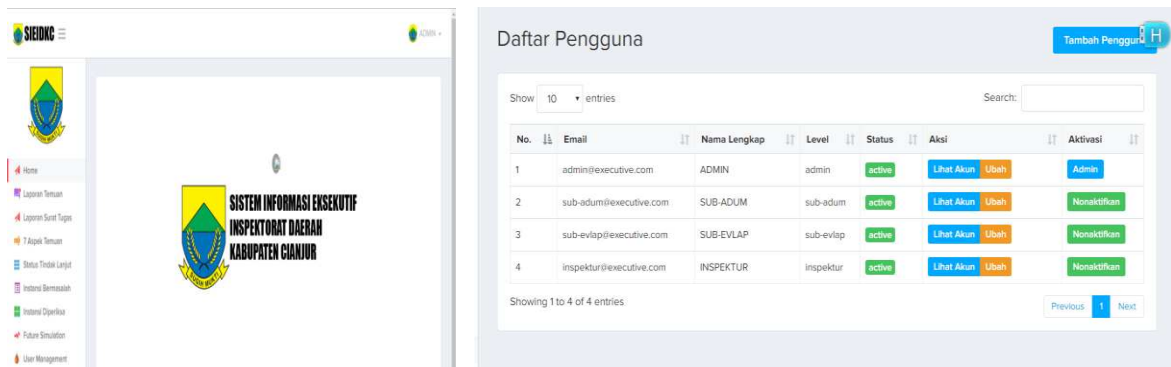 SIEIDKC
ADMIN
Home
Laporan Temuan
Laporan Surat Tugas
7 Aspek Temuan
Status Tindak Lanjut
Instansi Bermasalah
Instansi Diperiksa
Future Simulation
User Management
SISTEM INFORMASI EKSEKUTIF
INSPEKTORAT DAERAH
KABUPATEN CIANJUR
Daftar Pengguna
Tambah Pengguna
H
Show 10 entries
Search:
No. Email Nama Lengkap Level Status Aksi Aktivasi
1 admin@executive.com ADMIN admin active Lihat Akun Ubah Admin
2 sub-adum@executive.com SUB-ADUM sub-adum active Lihat Akun Ubah Nonaktifkan
3 sub-evlap@executive.com SUB-EVLAP sub-evlap active Lihat Akun Ubah Nonaktifkan
4 inspektur@executive.com INSPEKTUR inspektur active Lihat Akun Ubah Nonaktifkan
Showing 1 to 4 of 4 entries
Previous 1 Next